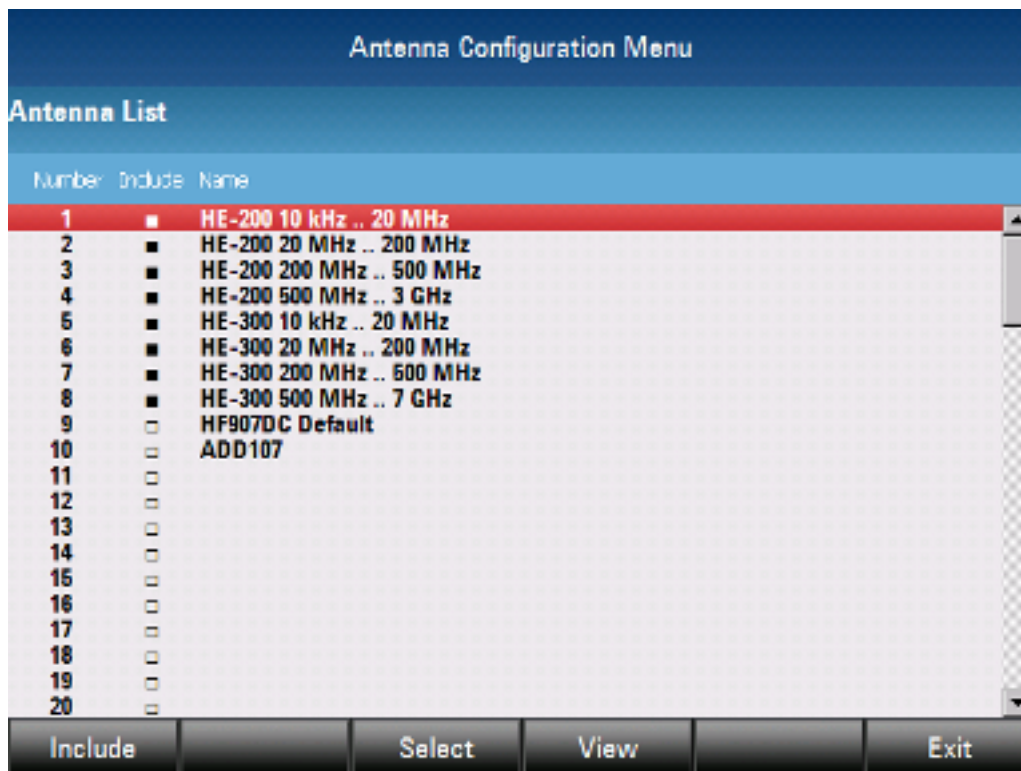 Antenna Configuration Menu
Antenna List
Number Include Name
1 HE-200 10 kHz .. 20 MHz
2 HE-200 20 MHz .. 200 MHz
3 HE-200 200 MHz .. 500 MHz
4 HE-200 500 MHz .. 3 GHz
5 HE-300 10 kHz .. 20 MHz
6 HE-300 20 MHz .. 200 MHz
7 HE-300 200 MHz .. 500 MHz
8 HE-300 500 MHz .. 7 GHz
9 HF907DC Default
10 ADD107
11
12
13
14
15
16
17
18
19
20
Include Select View Exit